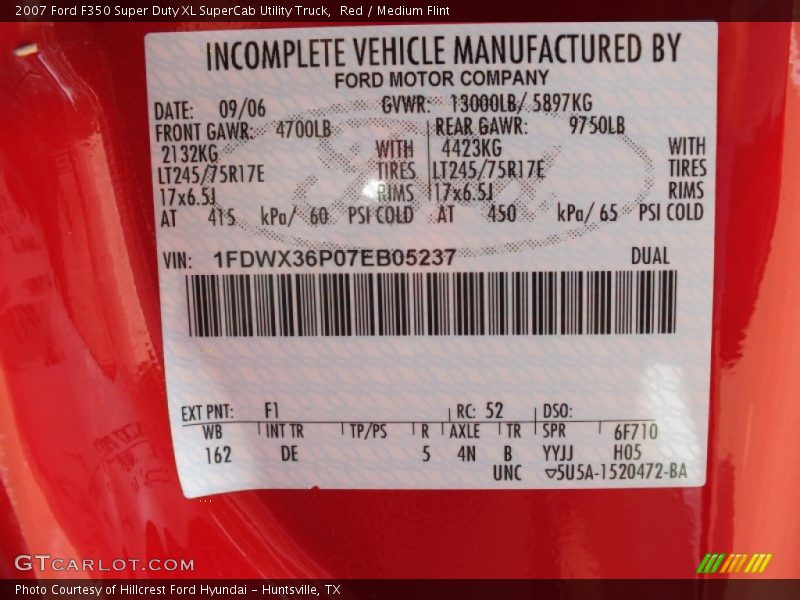 2007 Ford F350 Super Duty XL SuperCab Utility Truck, Red / Medium Flint
INCOMPLETE VEHICLE MANUFACTURED BY
FORD MOTOR COMPANY
DATE: 09/06 GVWR: 13000LB/ 5897KG
FRONT GAWR: 4700LB REAR GAWR: 9750LB
2132KG WITH 4423KG WITH
LT245/75R17E TIRES LT245/75R17E TIRES
17x6.5J RIMS 17x6.5J RIMS
AT 415 kPa/ 60 PSI COLD AT 450 kPa/ 65 PSI COLD
VIN: 1FDWX36P07EB05237 DUAL
EXT PNT: F1 RC: 52 DSO:
WB INT TR TP/PS R AXLE TR SPR 6F710
162 DE 5 4N B YYJJ H05
UNC ▽5U5A-1520472-BA
GTCARLOT.COM
Photo Courtesy of Hillcrest Ford Hyundai – Huntsville, TX